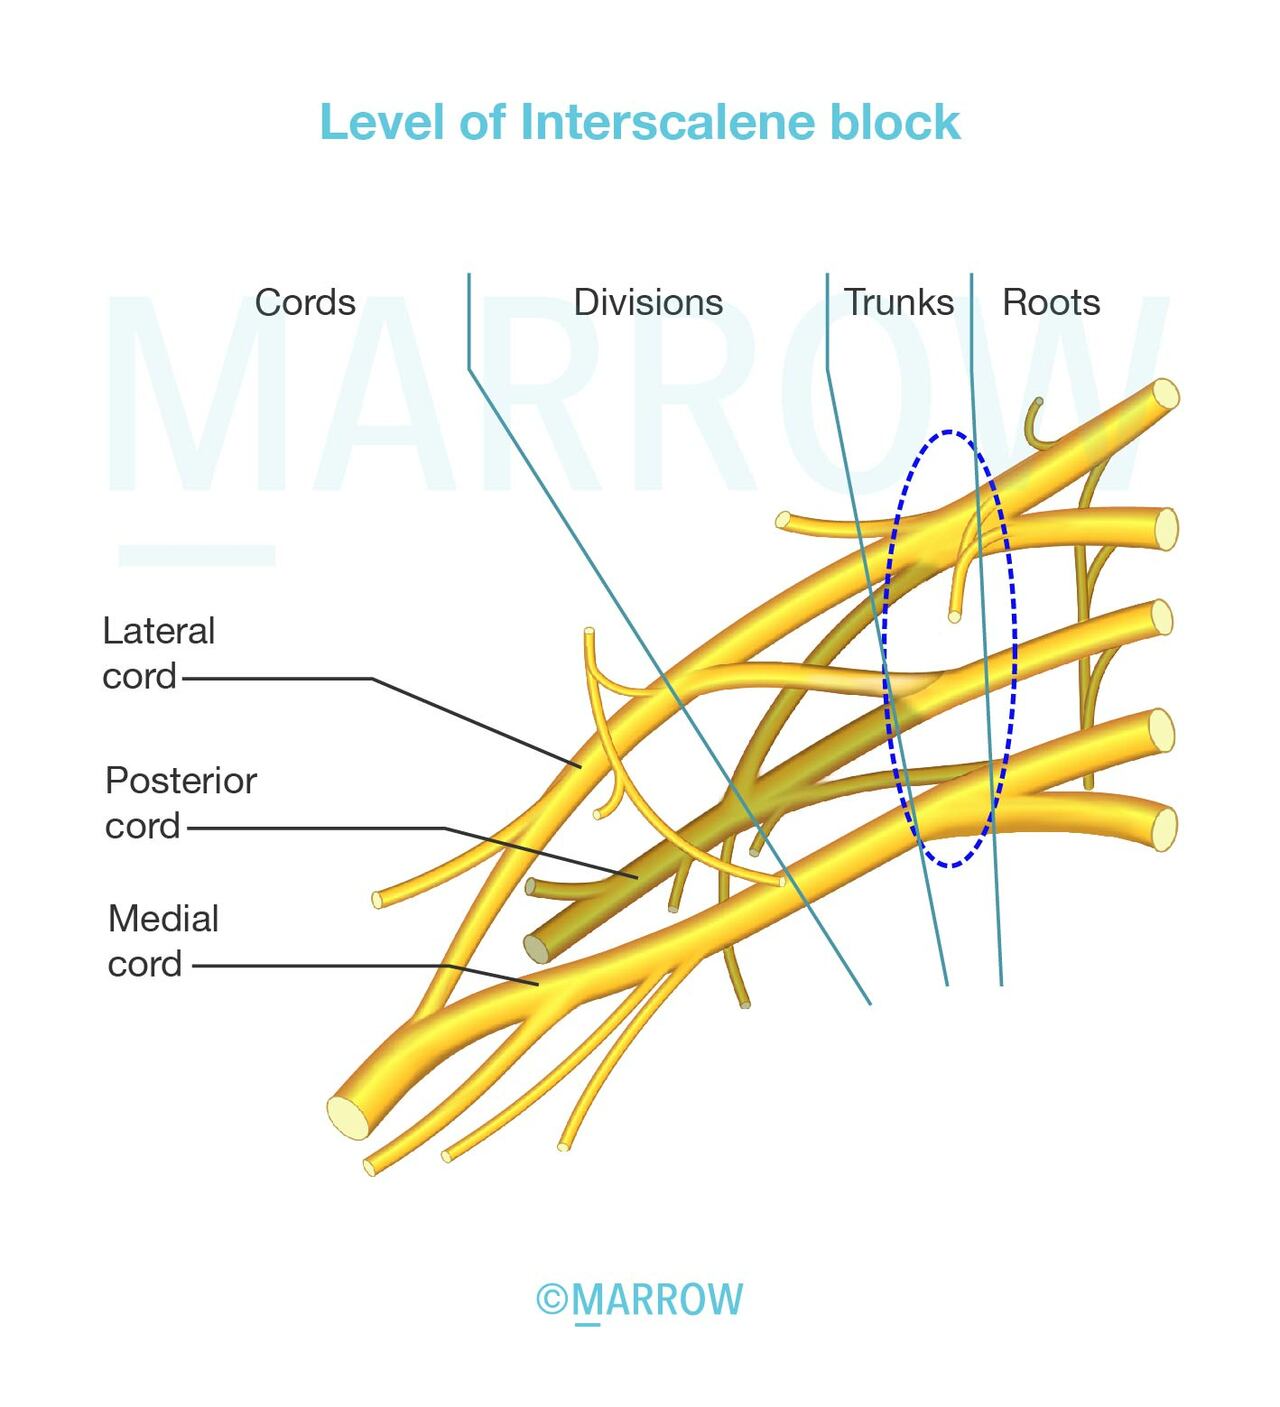 Level of Interscalene block
Cords Divisions Trunks Roots
MARROW
Lateral
cord
Posterior
cord
Medial
cord
©MARROW